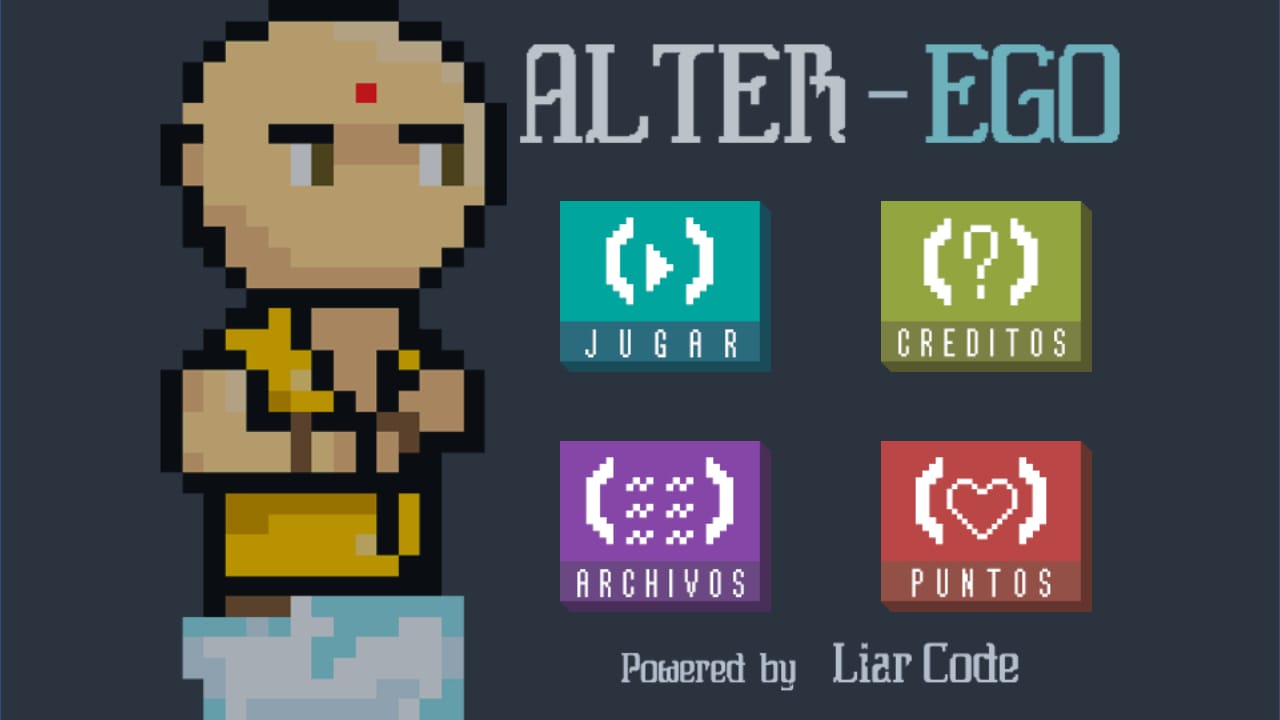 ALTER - EGO
(?)
JUGAR
CREDITOS
ARCHIVOS
PUNTOS
Powered by Liar Code